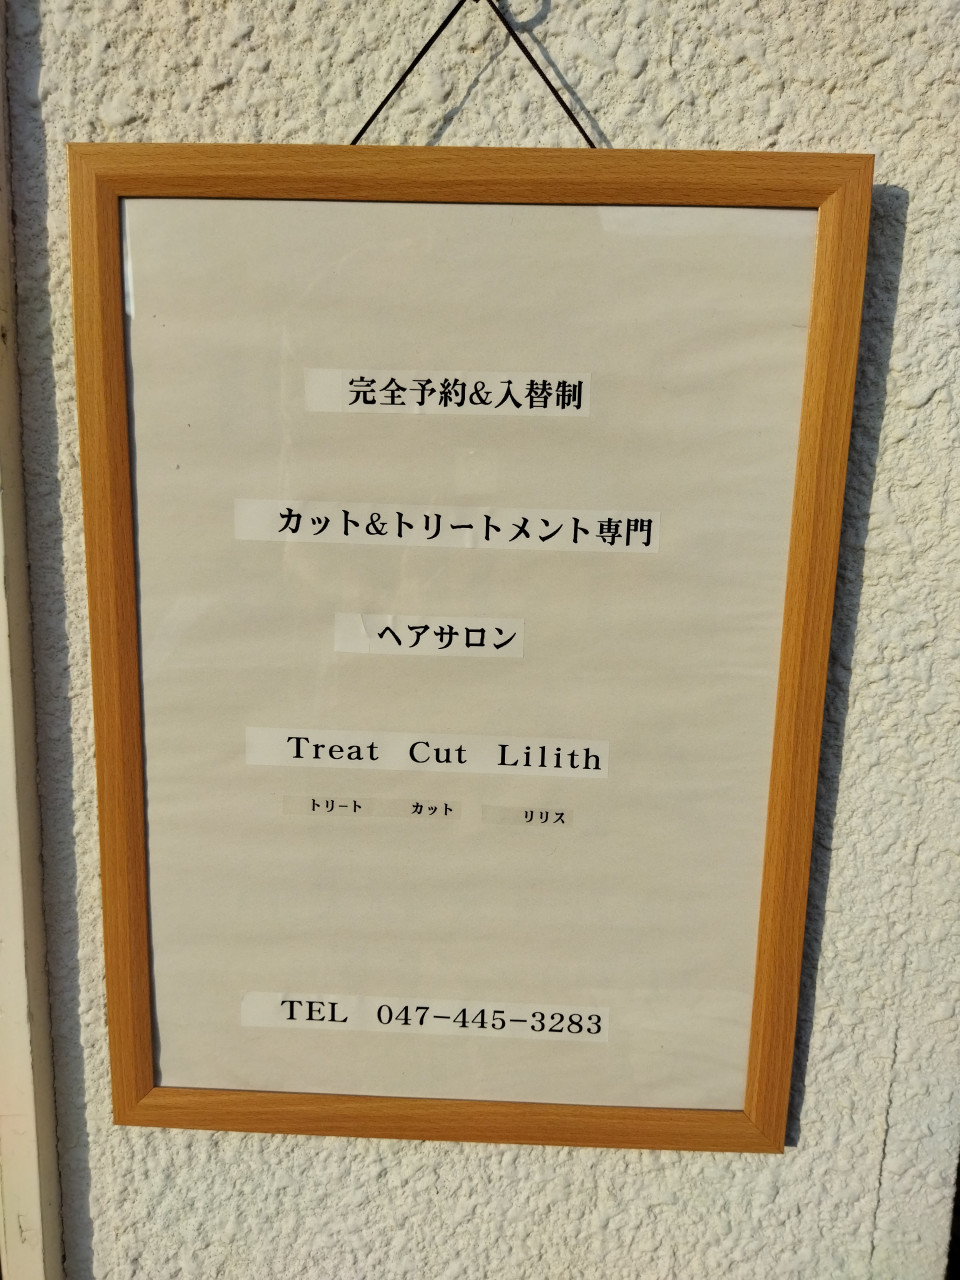 完全予約&入替制
カット&トリートメント専門
ヘアサロン
Treat Cut Lilith
トリート カット リリス
TEL 047-445-3283